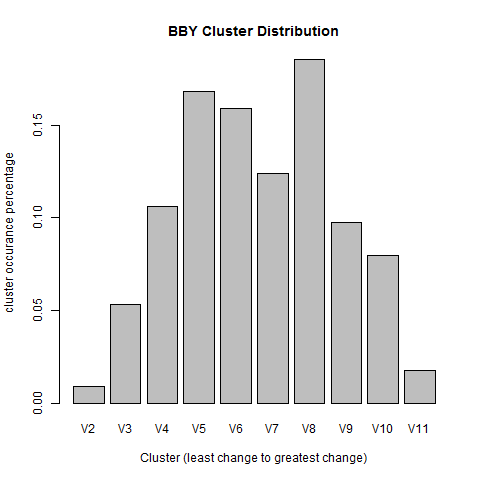 BBY Cluster Distribution
cluster occurance percentage
0.15
0.10
0.05
0.00
V2 V3 V4 V5 V6 V7 V8 V9 V10 V11
Cluster (least change to greatest change)